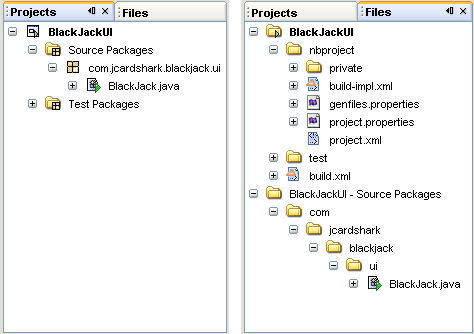 Projects
Files
BlackJackUI
Source Packages
com.jcardshark.blackjack.ui
BlackJack.java
Test Packages
Projects
Files
BlackJackUI
nbproject
private
build-impl.xml
genfiles.properties
project.properties
project.xml
test
build.xml
BlackJackUI - Source Packages
com
jcardshark
blackjack
ui
BlackJack.java